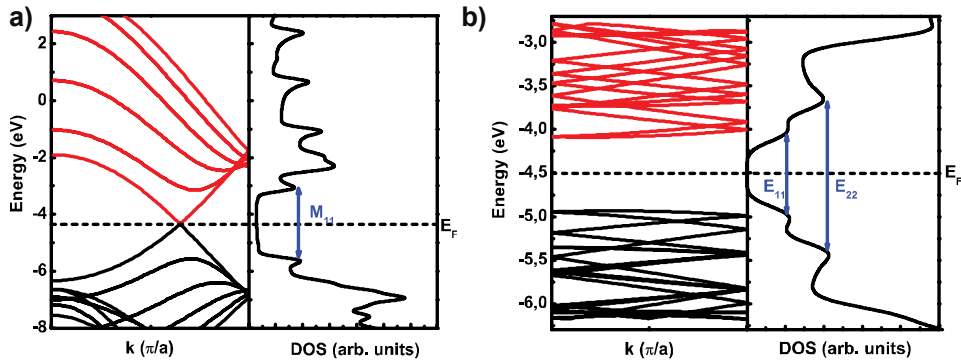 a)
Energy (eV)
2
0
-2
-4
-6
-8
M11
EF
k (π/a)
DOS (arb. units)
b)
Energy (eV)
-3,0
-3,5
-4,0
-4,5
-5,0
-5,5
-6,0
E11
E22
EF
k (π/a)
DOS (arb. units)